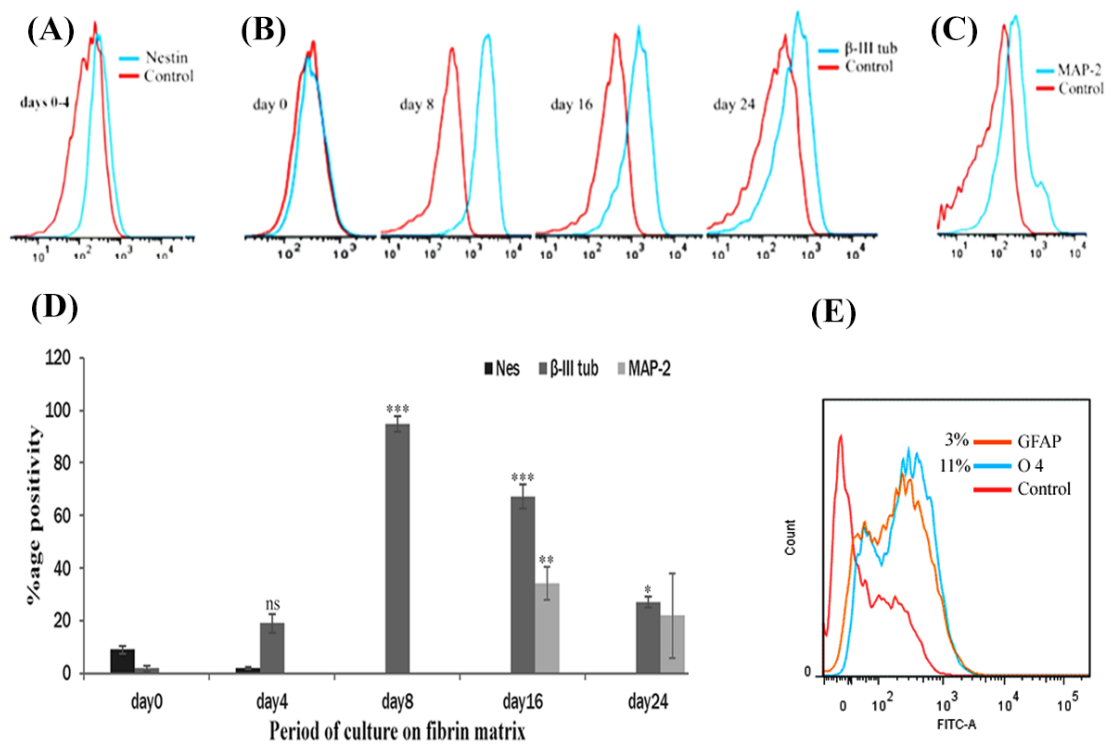 (A)
Nestin
Control
days 0-4
10¹ 10² 10³ 10⁴
(B)
day 0
10² 10³
day 8
10¹ 10² 10³ 10⁴
day 16
10¹ 10² 10³ 10⁴
β-III tub
Control
day 24
10¹ 10² 10³ 10⁴
(C)
MAP-2
Control
10¹ 10² 10³ 10⁴
(D)
Nes β-III tub MAP-2
%age positivity
120
100
80
60
40
20
0
ns
***
***
**
*
day0 day4 day8 day16 day24
Period of culture on fibrin matrix
(E)
3% GFAP
11% O 4
Control
Count
0
0 10² 10³ 10⁴ 10⁵
FITC-A